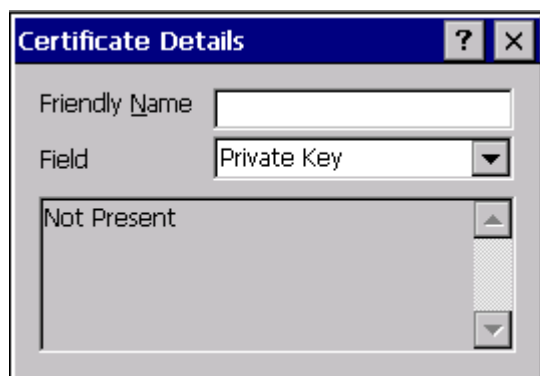 Certificate Details ? ×
Friendly Name
Field Private Key
Not Present